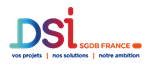 DSI SGDB FRANCE
vos projets | nos solutions | notre ambition